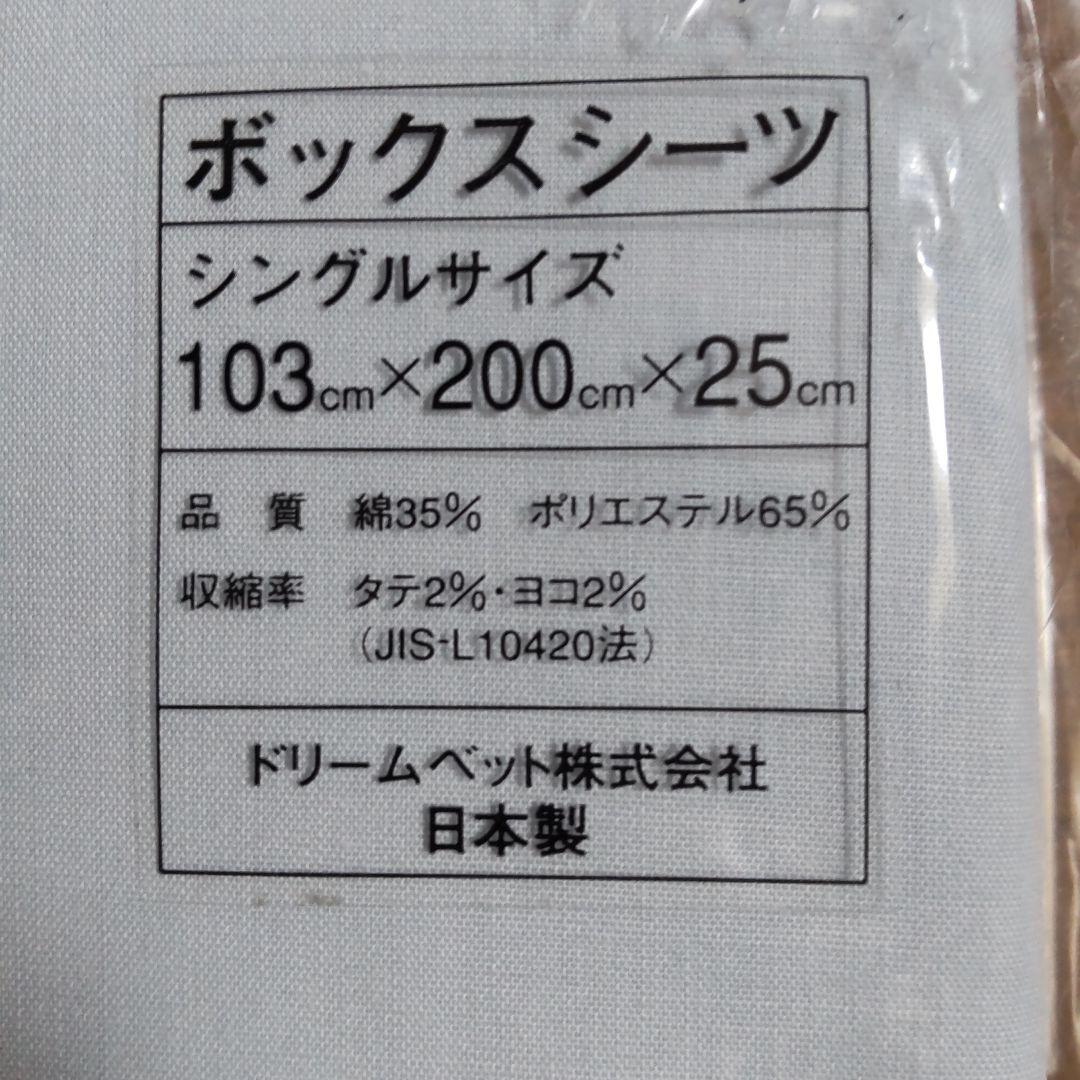 ボックスシーツ
シングルサイズ
103cm×200cm×25cm
品 質 綿35% ポリエステル65%
収縮率 タテ2%・ヨコ2%
(JIS-L10420法)
ドリームベット株式会社
日本製